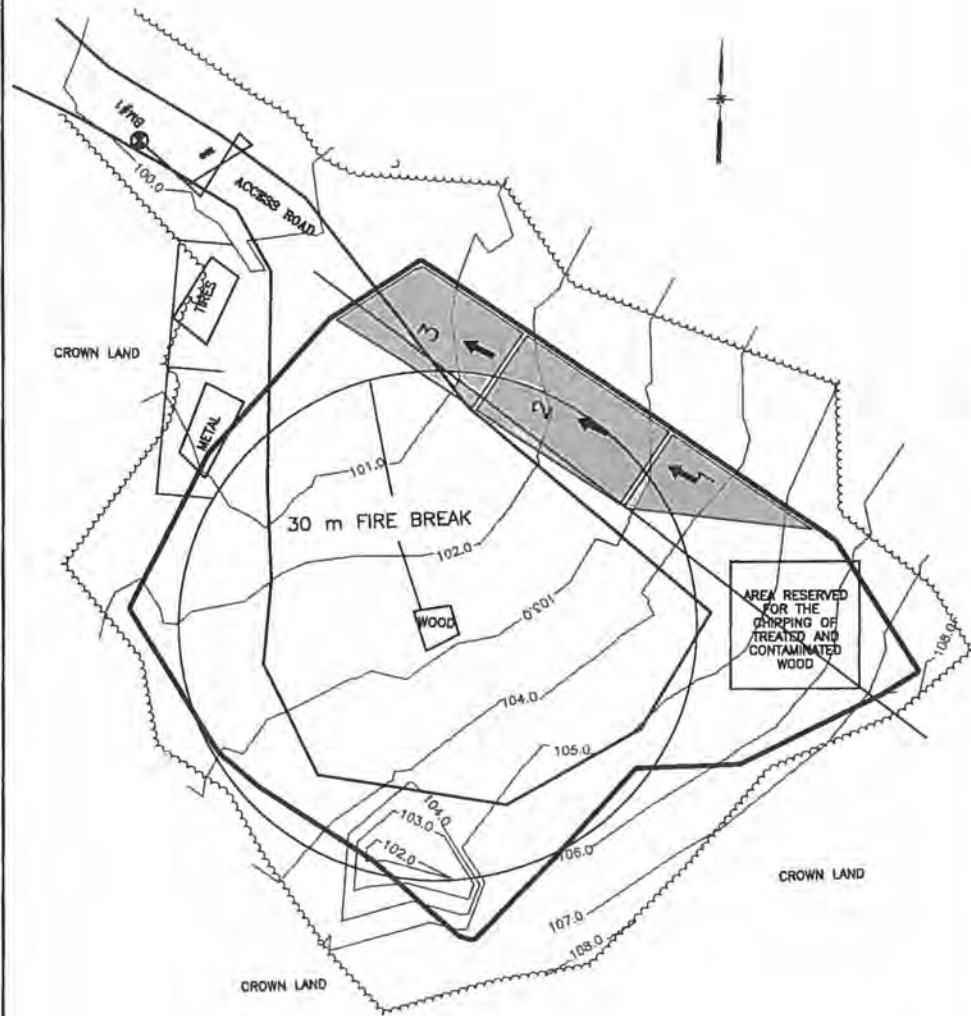 BM#1
100.0
ACCESS ROAD
TIRES
CROWN LAND
3
METAL
2
101.0
30 m FIRE BREAK
102.0
103.0
WOOD
AREA RESERVED
FOR THE
CHIPPING OF
TREATED AND
CONTAMINATED
WOOD
108.0
104.0
105.0
104.0
103.0
102.0
106.0
CROWN LAND
107.0
108.0
CROWN LAND